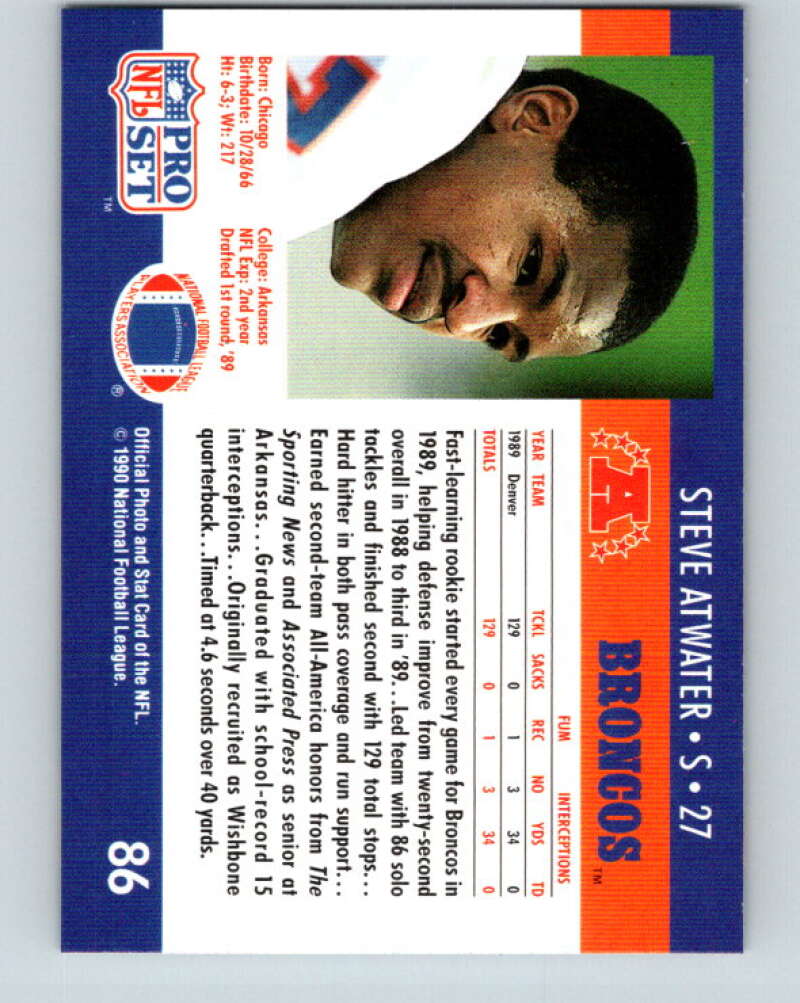 STEVE ATWATER • S • 27
A BRONCOS™
FUM INTERCEPTIONS
YEAR TEAM TCKL SACKS REC NO YDS TD
1989 Denver 129 0 1 3 34 0
TOTALS 129 0 1 3 34 0
Fast-learning rookie started every game for Broncos in
1989, helping defense improve from twenty-second
overall in 1988 to third in '89...Led team with 86 solo
tackles and finished second with 129 total stops...
Hard hitter in both pass coverage and run support...
Earned second-team All-America honors from The
Sporting News and Associated Press as senior at
Arkansas...Graduated with school-record 15
interceptions...Originally recruited as Wishbone
quarterback...Timed at 4.6 seconds over 40 yards.
Born: Chicago
Birthdate: 10/28/66
Ht: 6-3; Wt: 217
College: Arkansas
NFL Exp: 2nd year
Drafted 1st round, '89
NFL
PRO
SET
™
NATIONAL FOOTBALL LEAGUE
PLAYERS ASSOCIATION
®
Official Photo and Stat Card of the NFL.
© 1990 National Football League.
86